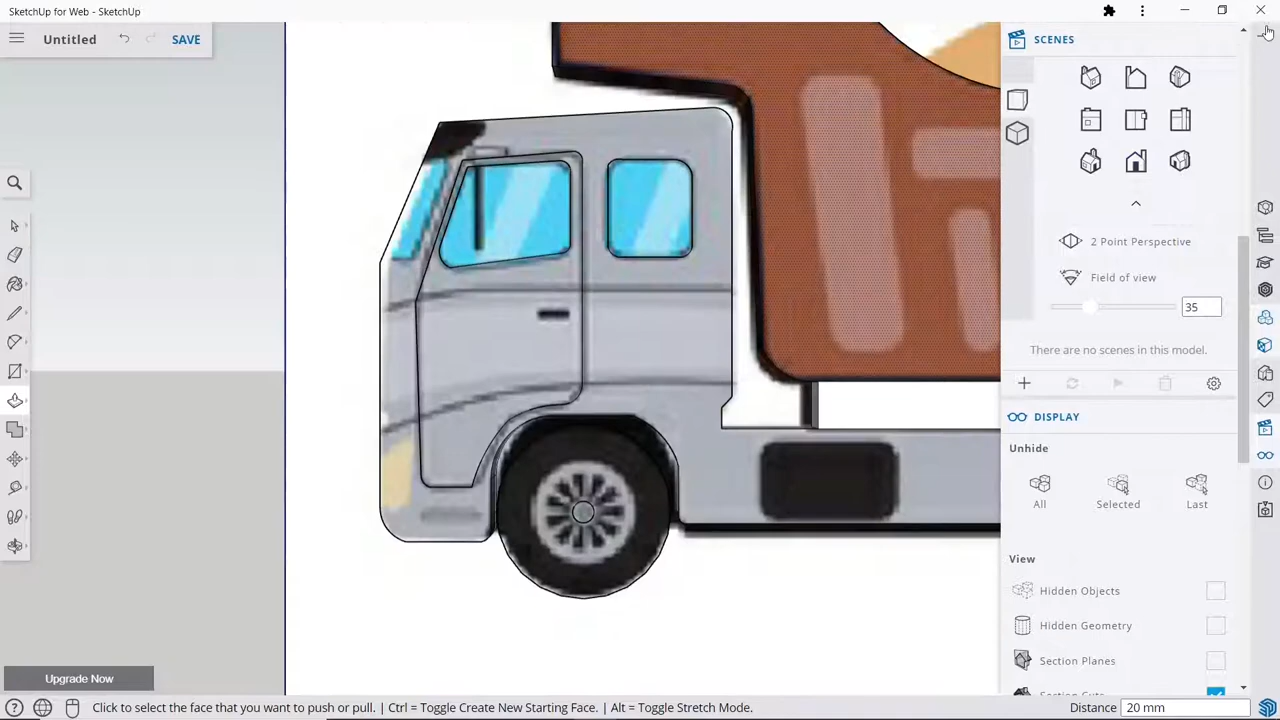 SketchUp for Web - SketchUp
Untitled
SAVE
SCENES
2 Point Perspective
Field of view
35
There are no scenes in this model.
DISPLAY
Unhide
All
Selected
Last
View
Hidden Objects
Hidden Geometry
Section Planes
Section Cuts
Upgrade Now
Click to select the face that you want to push or pull. | Ctrl = Toggle Create New Starting Face. | Alt = Toggle Stretch Mode.
Distance
20 mm